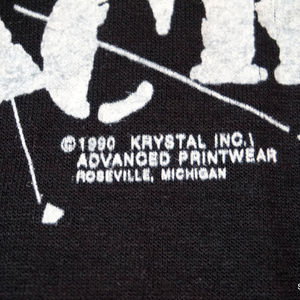 ©1990 KRYSTAL INC.\
ADVANCED PRINTWEAR
ROSEVILLE, MICHIGAN